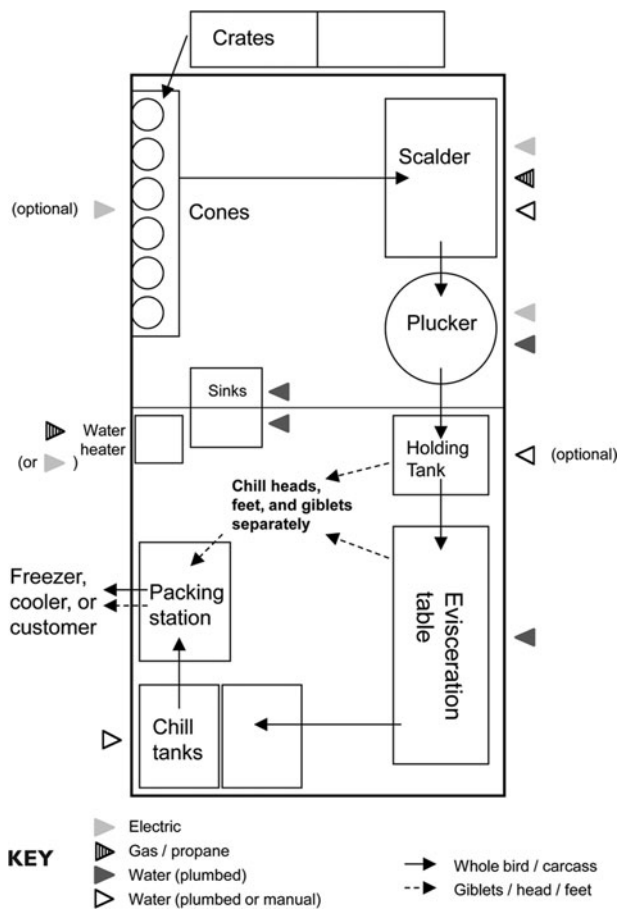 Crates
Scalder
(optional)
Cones
Plucker
Sinks
Water
heater
(or )
Holding
Tank
(optional)
Chill heads,
feet, and giblets
separately
Freezer,
cooler, or
customer
Packing
station
Evisceration
table
Chill
tanks
KEY
Electric
Gas / propane
Water (plumbed)
Water (plumbed or manual)
Whole bird / carcass
Giblets / head / feet